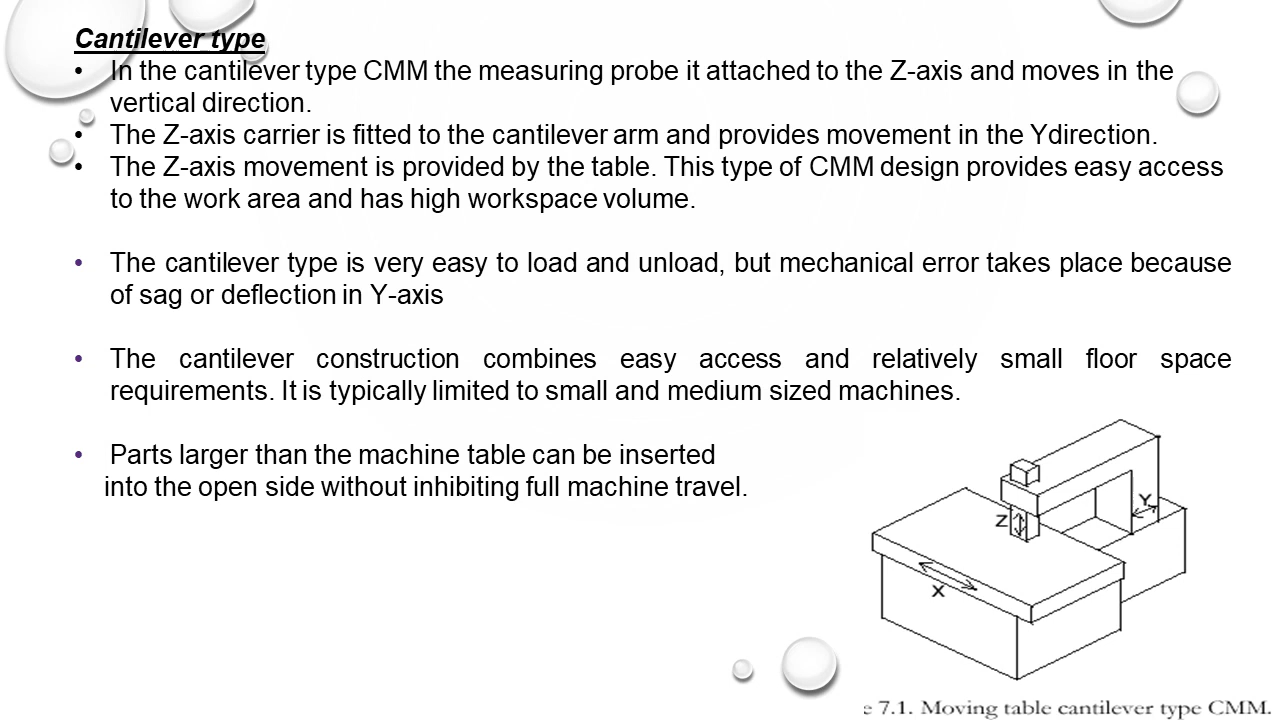 Cantilever type
• In the cantilever type CMM the measuring probe it attached to the Z-axis and moves in the
vertical direction.
• The Z-axis carrier is fitted to the cantilever arm and provides movement in the Ydirection.
• The Z-axis movement is provided by the table. This type of CMM design provides easy access
to the work area and has high workspace volume.
• The cantilever type is very easy to load and unload, but mechanical error takes place because
of sag or deflection in Y-axis
• The cantilever construction combines easy access and relatively small floor space
requirements. It is typically limited to small and medium sized machines.
• Parts larger than the machine table can be inserted
into the open side without inhibiting full machine travel.
Y
Z
X
e 7.1. Moving table cantilever type CMM.